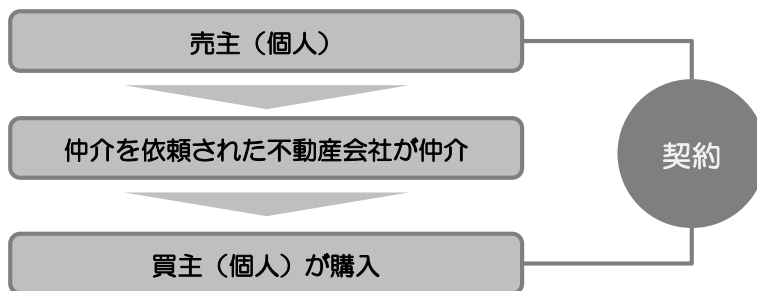 売主（個人）
仲介を依頼された不動産会社が仲介
契約
買主（個人）が購入